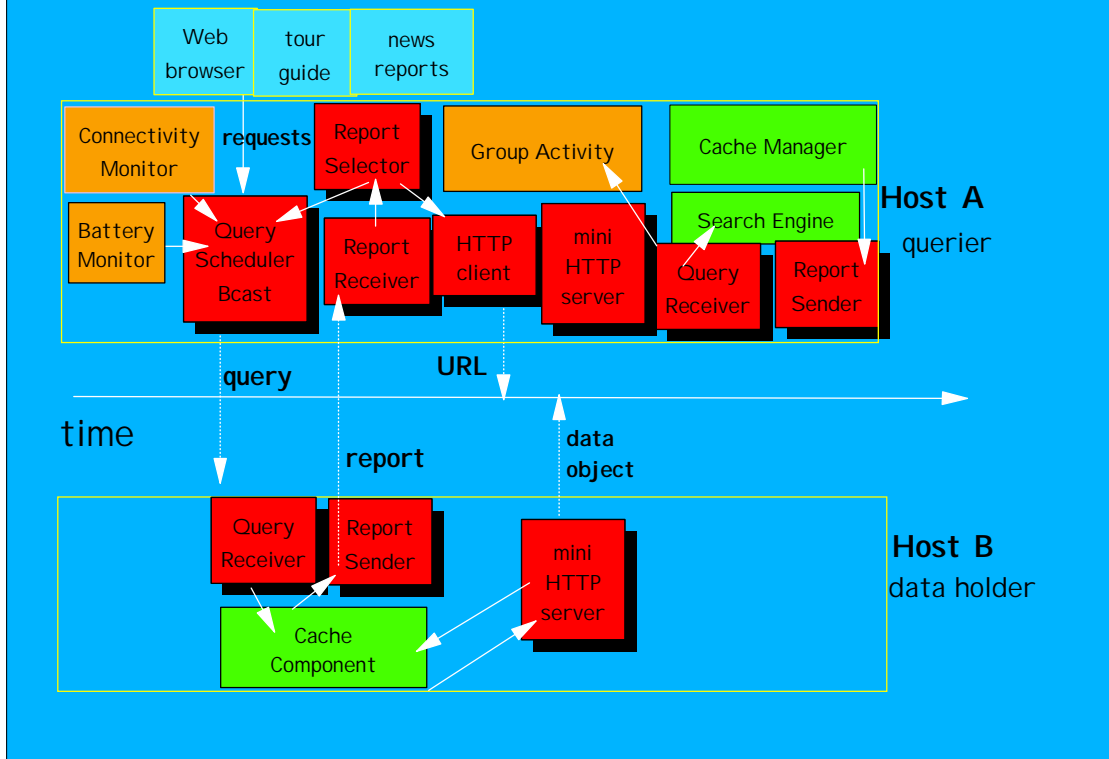 Web
browser
tour
guide
news
reports
Connectivity
Monitor
requests
Report
Selector
Group Activity
Cache Manager
Host A
querier
Battery
Monitor
Query
Scheduler
Bcast
Report
Receiver
HTTP
client
mini
HTTP
server
Search Engine
Query
Receiver
Report
Sender
query
URL
time
report
data
object
Query
Receiver
Report
Sender
mini
HTTP
server
Host B
data holder
Cache
Component